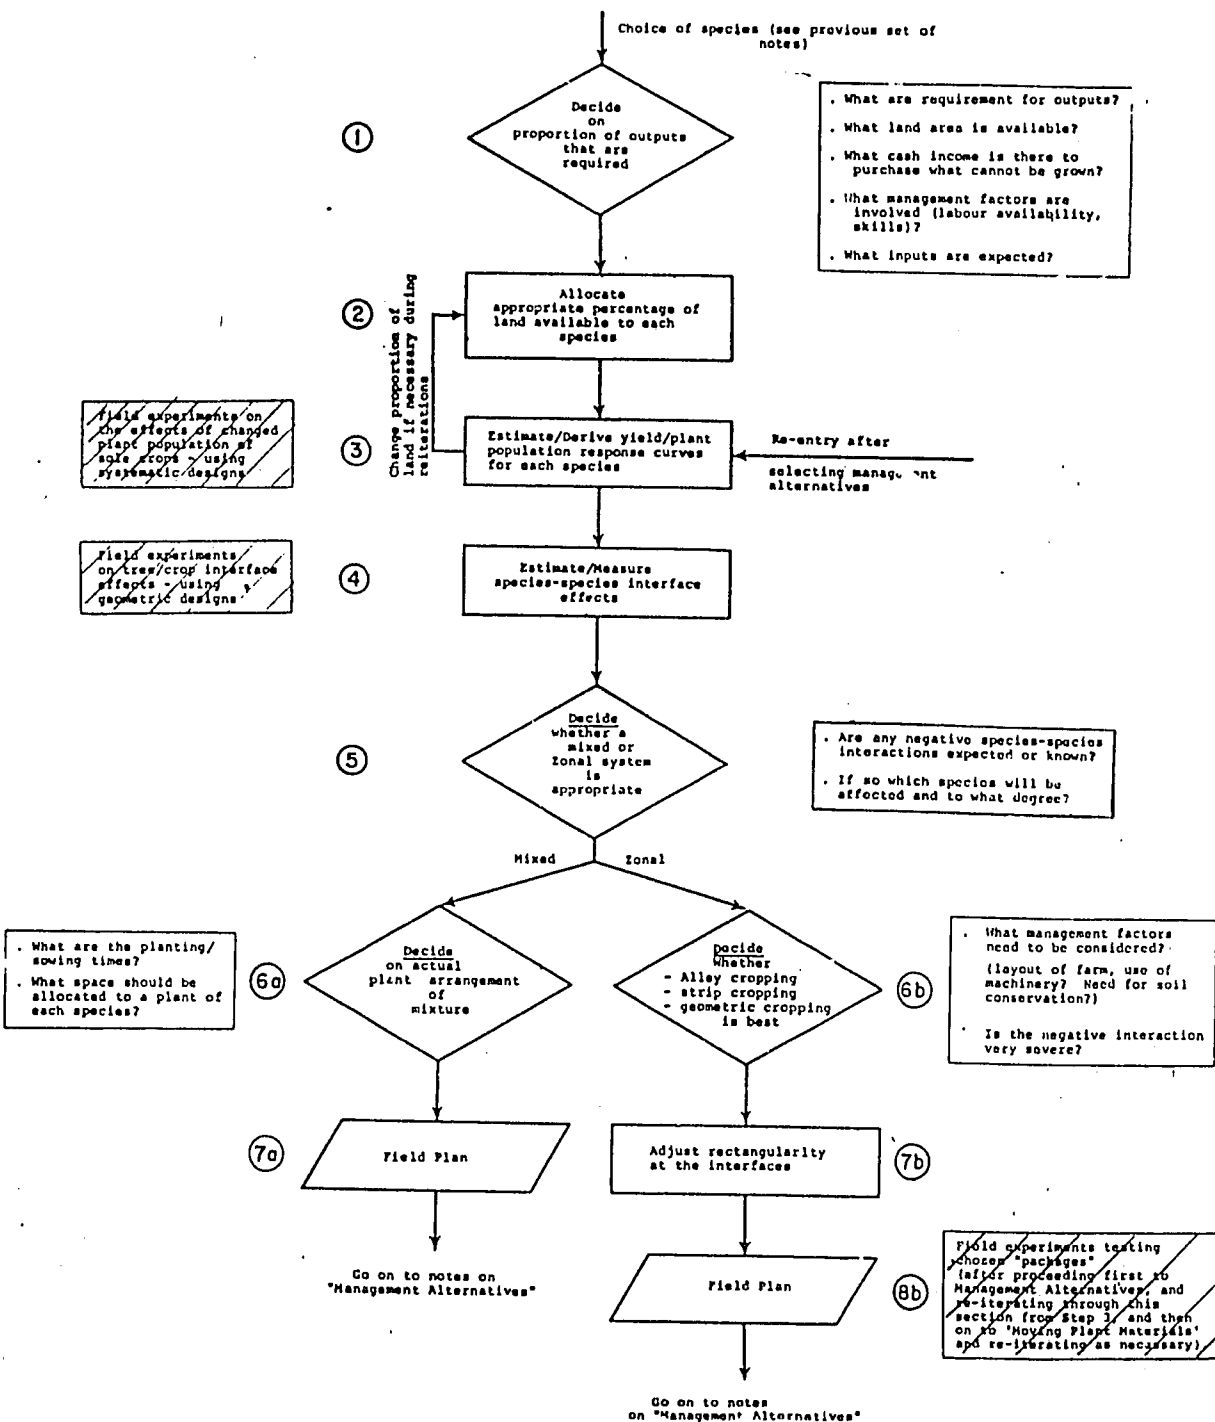 Choice of species (see previous set of
notes)
Decide
on
proportion of outputs
that are
required
1
. What are requirement for outputs?
. What land area is available?
. What cash income is there to
purchase what cannot be grown?
. What management factors are
involved (labour availability,
skills)?
. What inputs are expected?
2
Allocate
appropriate percentage of
land available to each
species
Change proportion of
land if necessary during
reiterations
Field experiments on
the effects of changed
plant population of
sole crops - using
systematic designs
3
Estimate/Derive yield/plant
population response curves
for each species
Re-entry after
selecting management
alternatives
Field experiments
on tree/crop interface
effects - using
geometric designs
4
Estimate/Measure
species-species interface
effects
5
Decide
whether a
mixed or
Zonal system
is
appropriate
. Are any negative species-species
interactions expected or known?
. If so which species will be
affected and to what degree?
Mixed
Zonal
. What are the planting/
sowing times?
. What space should be
allocated to a plant of
each species?
6a
Decide
on actual
plant arrangement
of
mixture
Decide
Whether
- Alley cropping
- strip cropping
- geometric cropping
is best
6b
. What management factors
need to be considered?
(layout of farm, use of
machinery? Need for soil
conservation?)
. Is the negative interaction
very severe?
7a
Field Plan
Adjust rectangularity
at the interfaces
7b
Go on to notes on
"Management Alternatives"
Field Plan
8b
Field experiments testing
chosen "packages"
(after proceeding first to
Management Alternatives, and
re-iterating through this
section from Step 3, and then
on to 'Moving Plant Materials'
and re-iterating as necessary)
Go on to notes
on "Management Alternatives"